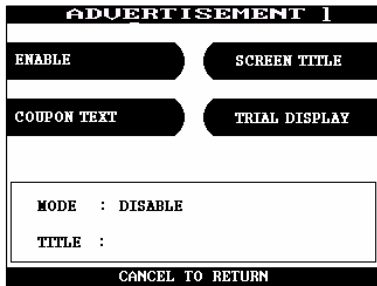 ADVERTISEMENT 1
ENABLE
SCREEN TITLE
COUPON TEXT
TRIAL DISPLAY
MODE : DISABLE
TITLE :
CANCEL TO RETURN